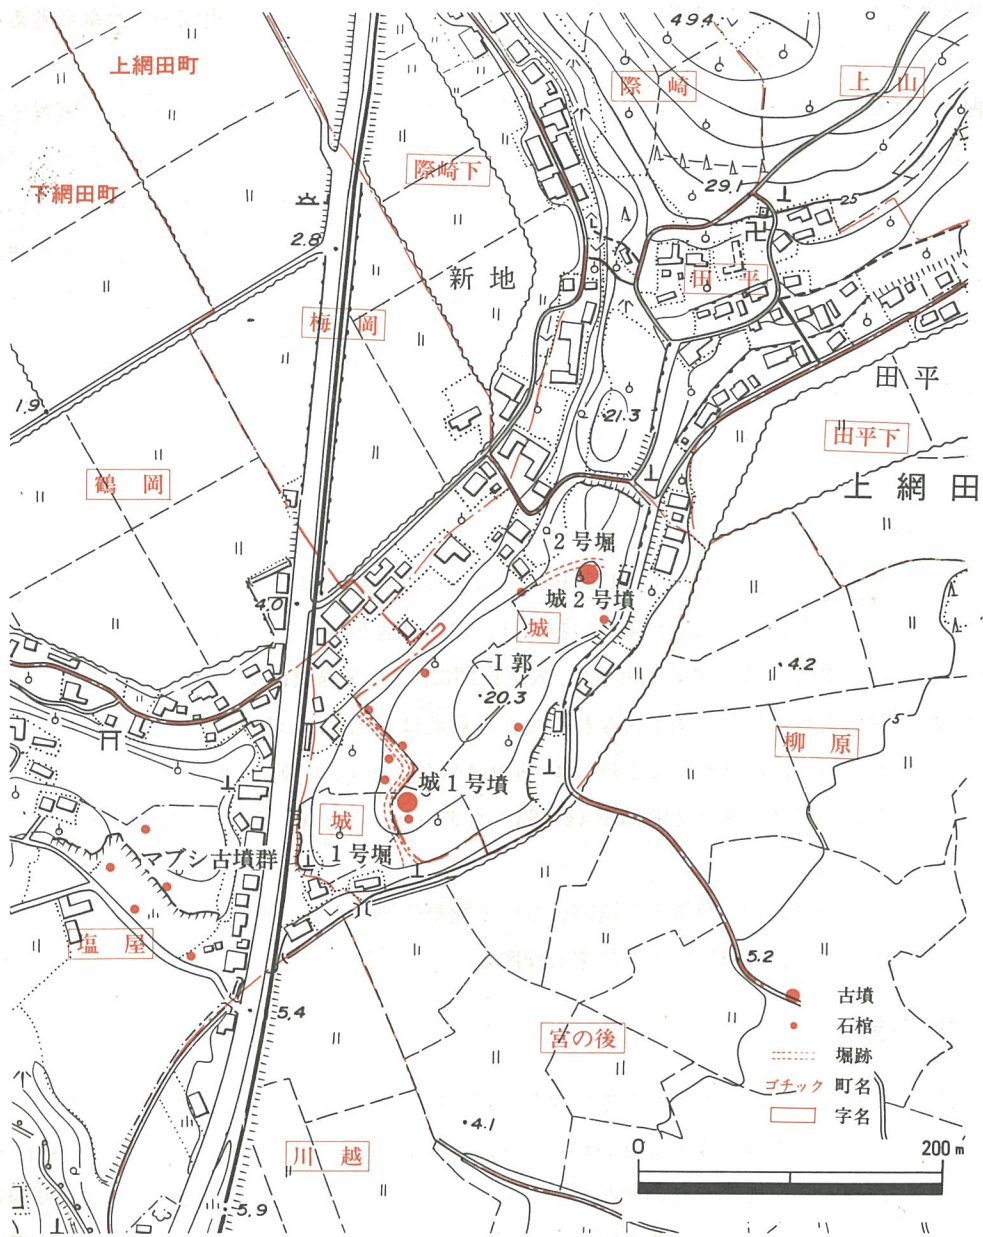 49.4
上網田町
際崎
上山
際崎下
下網田町
29.1
25
2.8
新地
田平
梅岡
1.9
田平
21.3
田平下
鶴岡
上網田
2号堀
城2号墳
4.0
城
I郭
4.2
20.3
5
柳原
城1号墳
城
1号堀
マブシ古墳群
塩屋
5.2
古墳
5.4
石棺
宮の後
堀跡
ゴチック 町名
字名
4.1
川越
0 200m
5.9